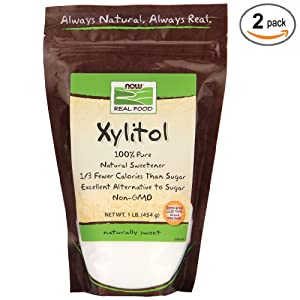 2 pack
Always Natural, Always Real.
now
REAL FOOD
Xylitol
100% Pure
Natural Sweetener
1/3 Fewer Calories Than Sugar
Excellent Alternative to Sugar
Non-GMO
NET WT. 1 LB. (454 g)
naturally sweet